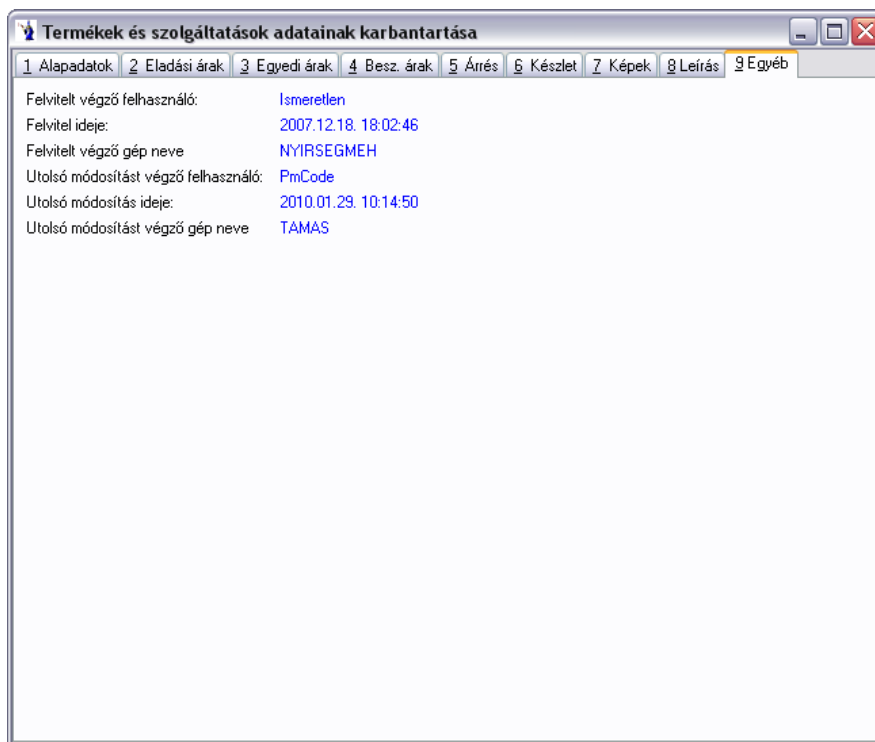 Termékek és szolgáltatások adatainak karbantartása
1 Alapadatok 2 Eladási árak 3 Egyedi árak 4 Besz. árak 5 Árrés 6 Készlet 7 Képek 8 Leírás 9 Egyéb
Felvitelt végző felhasználó: Ismeretlen
Felvitel ideje: 2007.12.18. 18:02:46
Felvitelt végző gép neve NYIRSEGMEH
Utolsó módosítást végző felhasználó: PmCode
Utolsó módosítás ideje: 2010.01.29. 10:14:50
Utolsó módosítást végző gép neve TAMAS